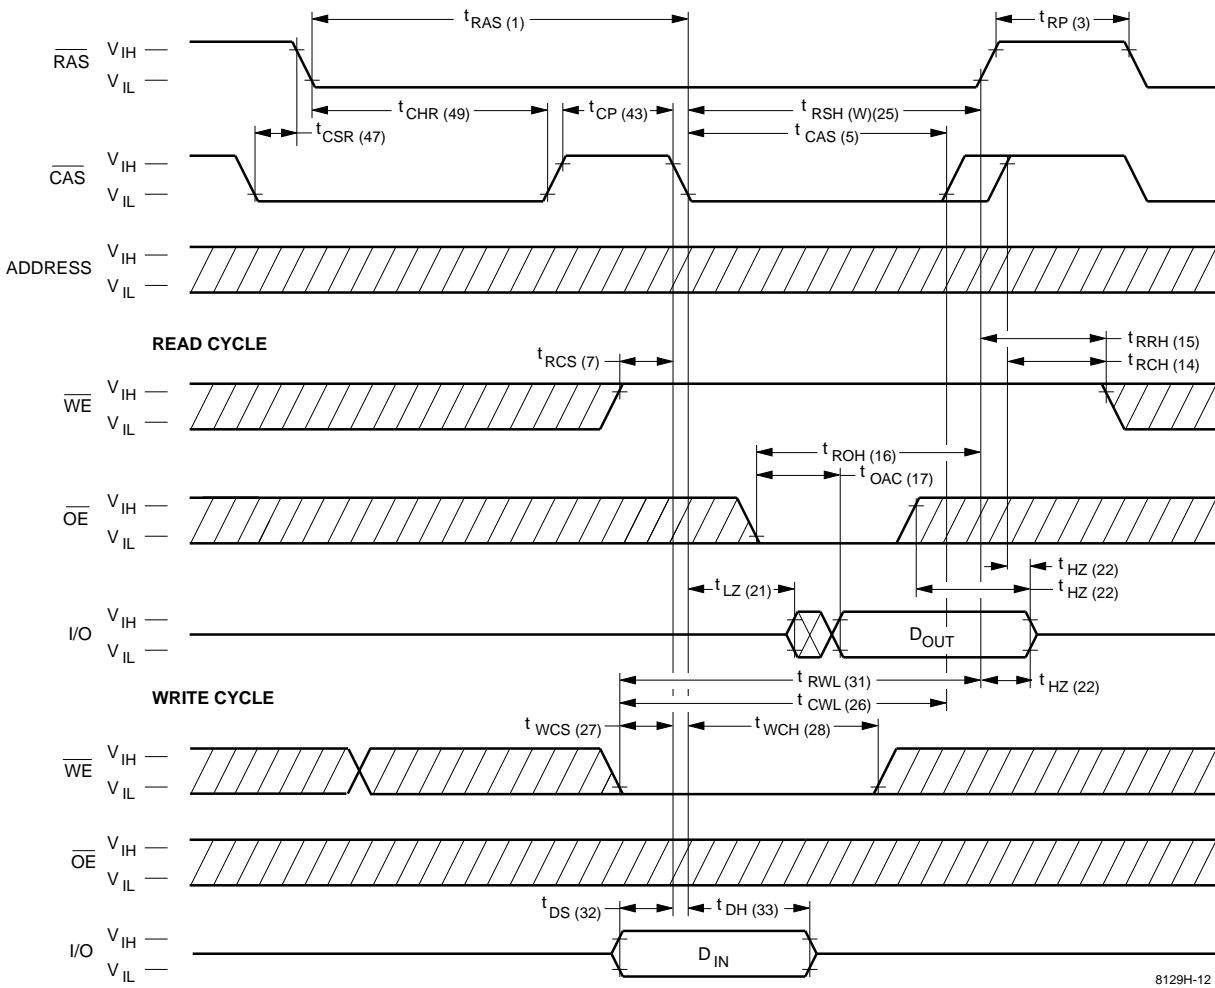 t RAS (1)
t RP (3)
RAS
V IH
V IL
t CHR (49)
t CP (43)
t RSH (W)(25)
t CSR (47)
t CAS (5)
CAS
V IH
V IL
ADDRESS
V IH
V IL
READ CYCLE
t RRH (15)
t RCS (7)
t RCH (14)
WE
V IH
V IL
t ROH (16)
t OAC (17)
OE
V IH
V IL
t HZ (22)
t LZ (21)
t HZ (22)
I/O
V IH
V IL
D OUT
t RWL (31)
t HZ (22)
WRITE CYCLE
t CWL (26)
t WCS (27)
t WCH (28)
WE
V IH
V IL
OE
V IH
V IL
t DS (32)
t DH (33)
I/O
V IH
V IL
D IN
8129H-12